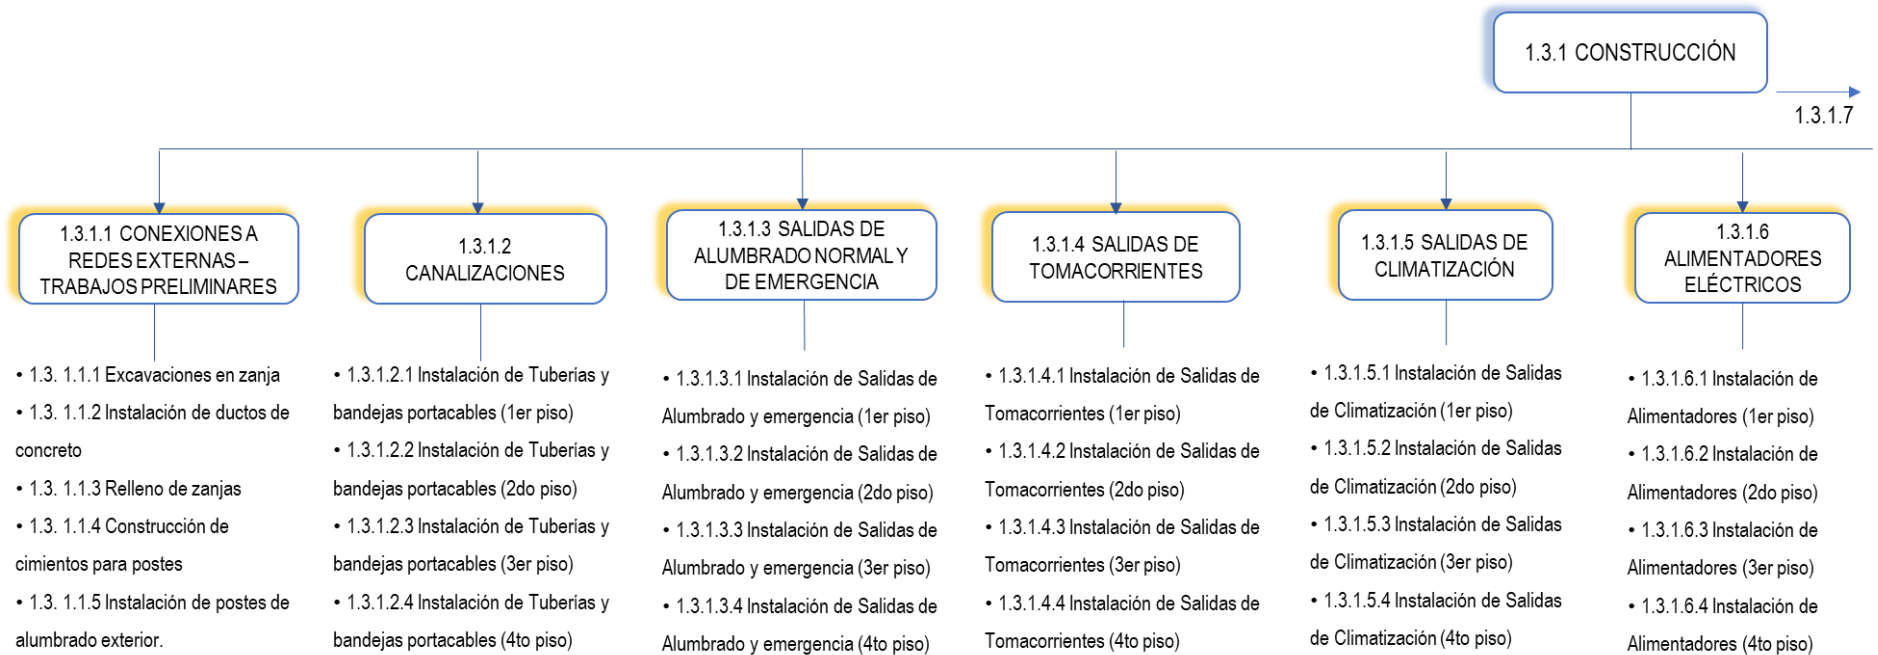 1.3.1 CONSTRUCCIÓN
1.3.1.7
1.3.1.1 CONEXIONES A
REDES EXTERNAS –
TRABAJOS PRELIMINARES
• 1.3. 1.1.1 Excavaciones en zanja
• 1.3. 1.1.2 Instalación de ductos de
concreto
• 1.3. 1.1.3 Relleno de zanjas
• 1.3. 1.1.4 Construcción de
cimientos para postes
• 1.3. 1.1.5 Instalación de postes de
alumbrado exterior.
1.3.1.2
CANALIZACIONES
• 1.3.1.2.1 Instalación de Tuberías y
bandejas portacables (1er piso)
• 1.3.1.2.2 Instalación de Tuberías y
bandejas portacables (2do piso)
• 1.3.1.2.3 Instalación de Tuberías y
bandejas portacables (3er piso)
• 1.3.1.2.4 Instalación de Tuberías y
bandejas portacables (4to piso)
1.3.1.3 SALIDAS DE
ALUMBRADO NORMAL Y
DE EMERGENCIA
• 1.3.1.3.1 Instalación de Salidas de
Alumbrado y emergencia (1er piso)
• 1.3.1.3.2 Instalación de Salidas de
Alumbrado y emergencia (2do piso)
• 1.3.1.3.3 Instalación de Salidas de
Alumbrado y emergencia (3er piso)
• 1.3.1.3.4 Instalación de Salidas de
Alumbrado y emergencia (4to piso)
1.3.1.4 SALIDAS DE
TOMACORRIENTES
• 1.3.1.4.1 Instalación de Salidas de
Tomacorrientes (1er piso)
• 1.3.1.4.2 Instalación de Salidas de
Tomacorrientes (2do piso)
• 1.3.1.4.3 Instalación de Salidas de
Tomacorrientes (3er piso)
• 1.3.1.4.4 Instalación de Salidas de
Tomacorrientes (4to piso)
1.3.1.5 SALIDAS DE
CLIMATIZACIÓN
• 1.3.1.5.1 Instalación de Salidas
de Climatización (1er piso)
• 1.3.1.5.2 Instalación de Salidas
de Climatización (2do piso)
• 1.3.1.5.3 Instalación de Salidas
de Climatización (3er piso)
• 1.3.1.5.4 Instalación de Salidas
de Climatización (4to piso)
1.3.1.6
ALIMENTADORES
ELÉCTRICOS
• 1.3.1.6.1 Instalación de
Alimentadores (1er piso)
• 1.3.1.6.2 Instalación de
Alimentadores (2do piso)
• 1.3.1.6.3 Instalación de
Alimentadores (3er piso)
• 1.3.1.6.4 Instalación de
Alimentadores (4to piso)